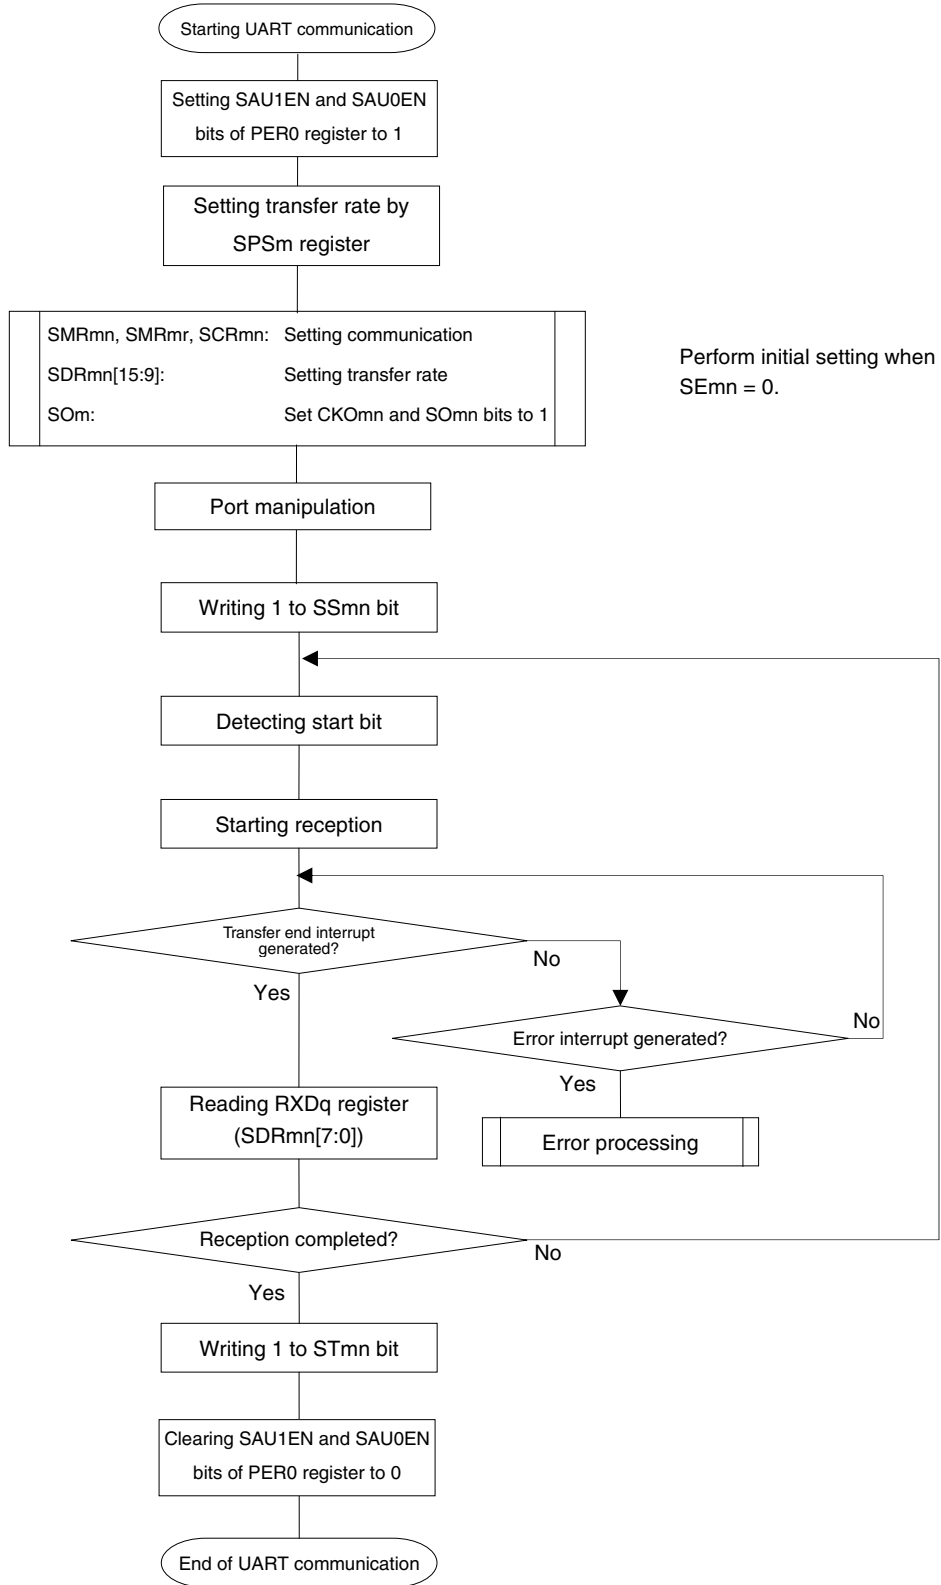 Starting UART communication
Setting SAU1EN and SAU0EN
bits of PER0 register to 1
Setting transfer rate by
SPSm register
SMRmn, SMRmr, SCRmn: Setting communication
SDRmn[15:9]: Setting transfer rate
SOm: Set CKOmn and SOmn bits to 1
Perform initial setting when
SEmn = 0.
Port manipulation
Writing 1 to SSmn bit
Detecting start bit
Starting reception
Transfer end interrupt
generated?
No
Yes
Error interrupt generated?
No
Yes
Reading RXDq register
(SDRmn[7:0])
Error processing
Reception completed?
No
Yes
Writing 1 to STmn bit
Clearing SAU1EN and SAU0EN
bits of PER0 register to 0
End of UART communication